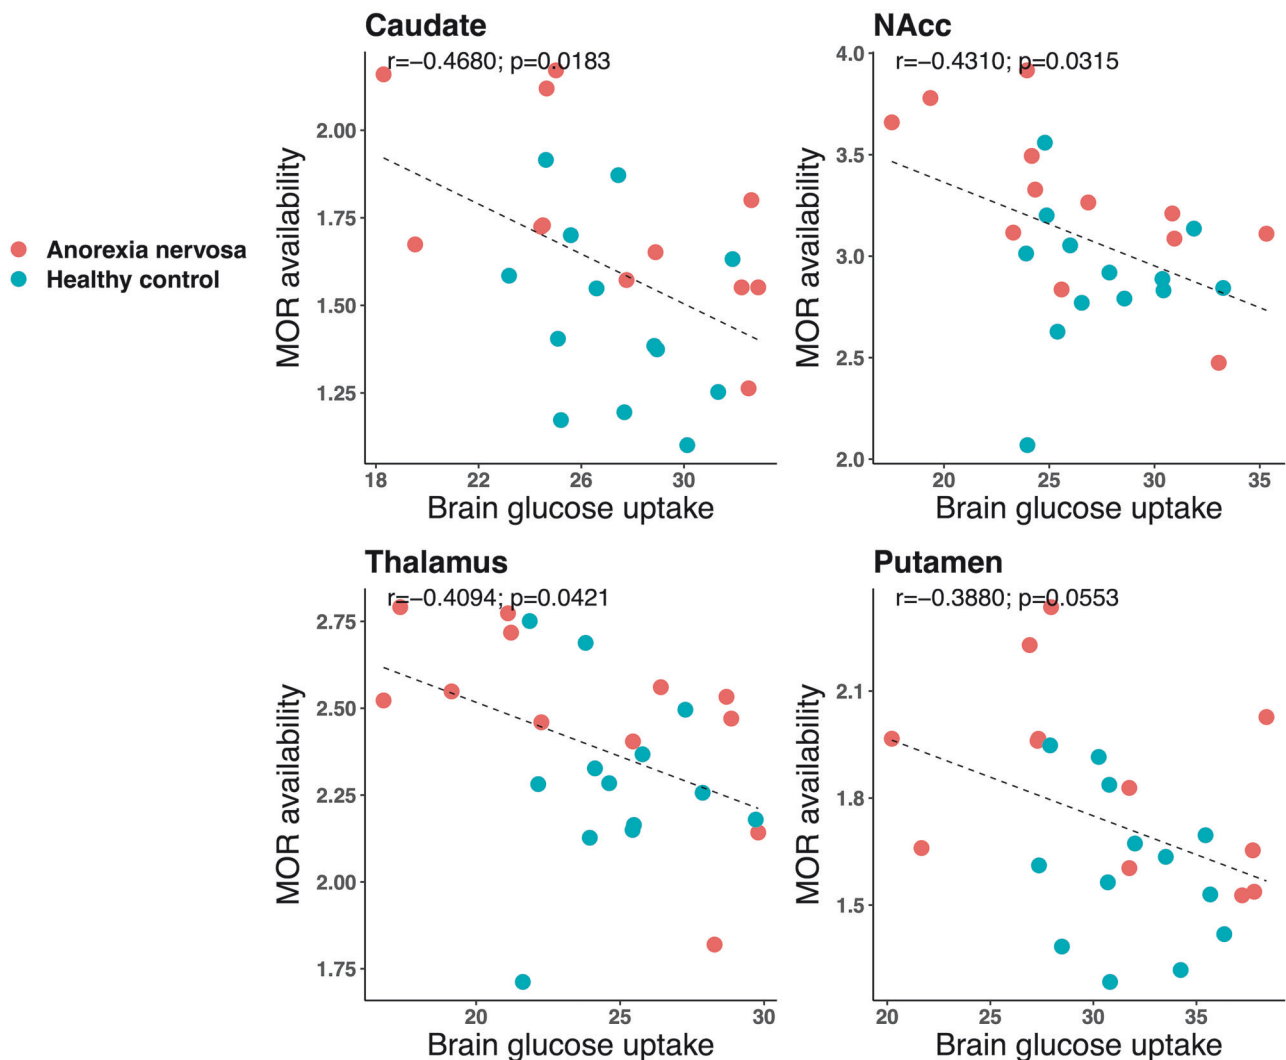 Anorexia nervosa
Healthy control
Caudate
r=−0.4680; p=0.0183
MOR availability
2.00
1.75
1.50
1.25
18 22 26 30
Brain glucose uptake
NAcc
r=−0.4310; p=0.0315
MOR availability
4.0
3.5
3.0
2.5
2.0
20 25 30 35
Brain glucose uptake
Thalamus
r=−0.4094; p=0.0421
MOR availability
2.75
2.50
2.25
2.00
1.75
20 25 30
Brain glucose uptake
Putamen
r=−0.3880; p=0.0553
MOR availability
2.1
1.8
1.5
20 25 30 35
Brain glucose uptake